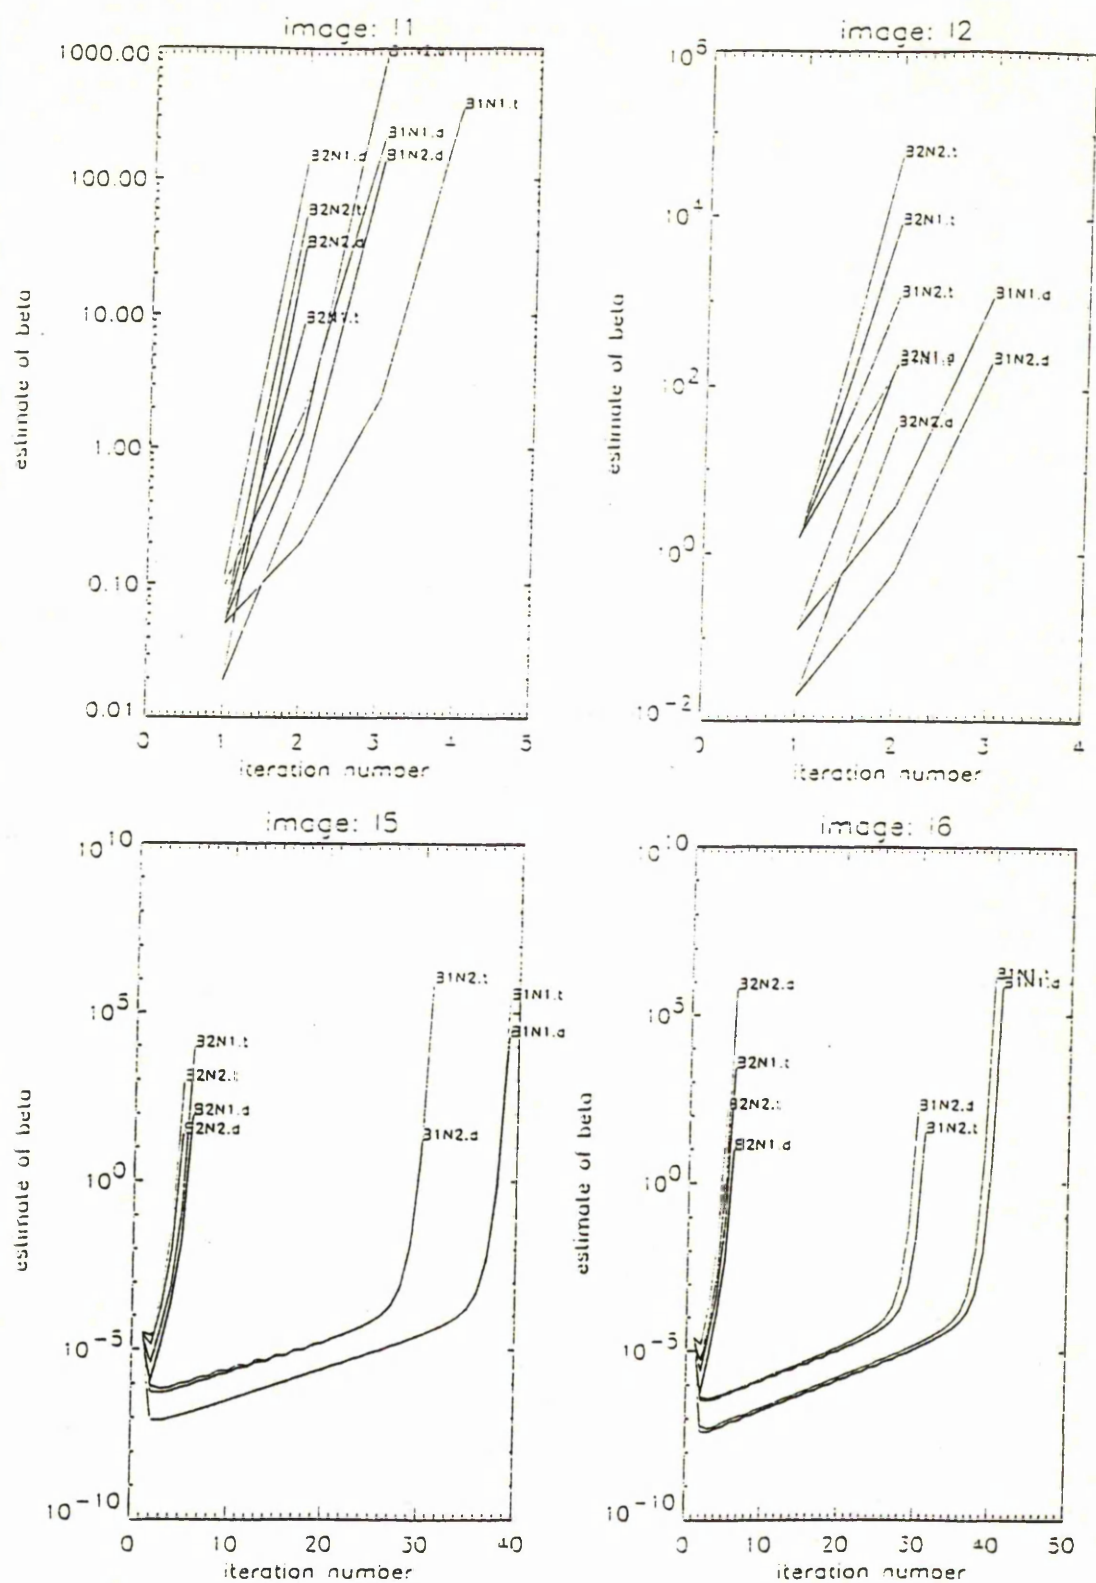 image: I1
1000.00
100.00
10.00
1.00
0.10
0.01
B1N1.t
B1N1.d
B1N2.d
B2N1.d
B2N2.t
B2N2.d
B2N1.t
estimate of beta
0 1 2 3 4 5
iteration number
image: I2
10^6
10^4
10^2
10^0
10^-2
B2N2.t
B2N1.t
B1N2.t
B1N1.d
B1N2.d
B2N2.d
estimate of beta
0 1 2 3 4
iteration number
image: I5
10^10
10^5
10^0
10^-5
10^-10
B1N2.t
B1N1.t
B1N1.d
B2N1.t
B2N2.t
B2N1.d
B2N2.d
B1N2.d
estimate of beta
0 10 20 30 40
iteration number
image: I6
10^10
10^5
10^0
10^-5
10^-10
B1N1.t
B1N1.d
B2N2.d
B2N1.t
B2N2.t
B2N1.d
B1N2.d
B1N2.t
estimate of beta
0 10 20 30 40 50
iteration number